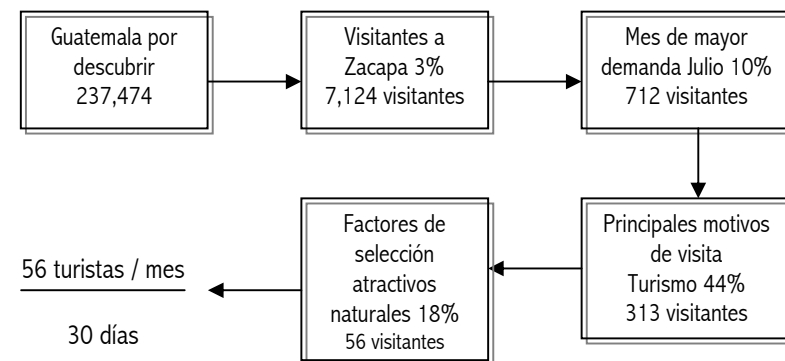 Guatemala por
descubrir
237,474
Visitantes a
Zacapa 3%
7,124 visitantes
Mes de mayor
demanda Julio 10%
712 visitantes
Principales motivos
de visita
Turismo 44%
313 visitantes
Factores de
selección
atractivos
naturales 18%
56 visitantes
56 turistas / mes
30 días